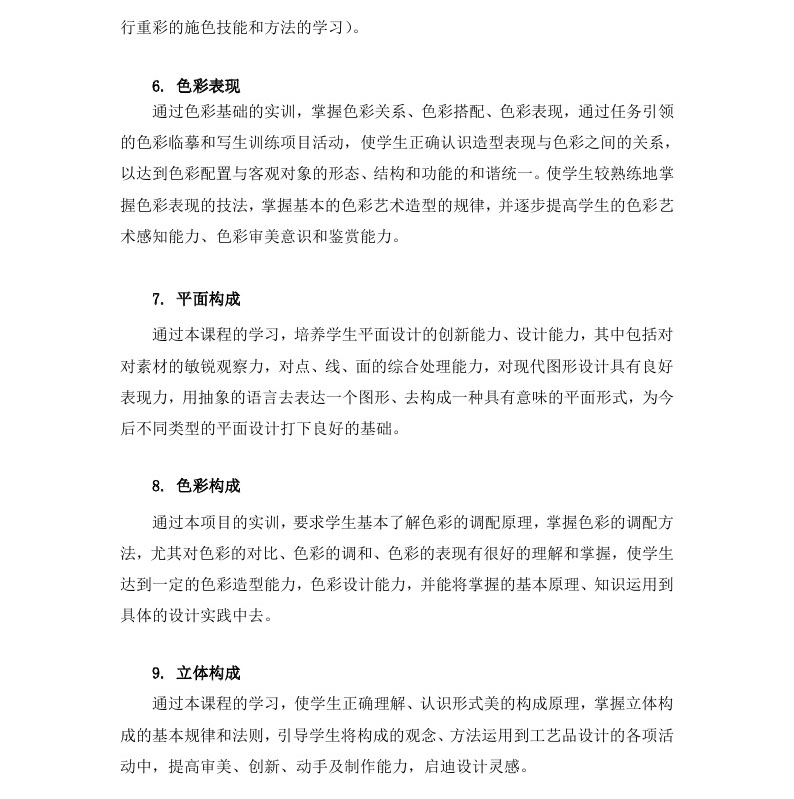 行重彩的施色技能和方法的学习）。
6. 色彩表现
通过色彩基础的实训，掌握色彩关系、色彩搭配、色彩表现，通过任务引领
的色彩临摹和写生训练项目活动，使学生正确认识造型表现与色彩之间的关系，
以达到色彩配置与客观对象的形态、结构和功能的和谐统一。使学生较熟练地掌
握色彩表现的技法，掌握基本的色彩艺术造型的规律，并逐步提高学生的色彩艺
术感知能力、色彩审美意识和鉴赏能力。
7. 平面构成
通过本课程的学习，培养学生平面设计的创新能力、设计能力，其中包括对
对素材的敏锐观察力，对点、线、面的综合处理能力，对现代图形设计具有良好
表现力，用抽象的语言去表达一个图形、去构成一种具有意味的平面形式，为今
后不同类型的平面设计打下良好的基础。
8. 色彩构成
通过本项目的实训，要求学生基本了解色彩的调配原理，掌握色彩的调配方
法，尤其对色彩的对比、色彩的调和、色彩的表现有很好的理解和掌握，使学生
达到一定的色彩造型能力，色彩设计能力，并能将掌握的基本原理、知识运用到
具体的设计实践中去。
9. 立体构成
通过本课程的学习，使学生正确理解、认识形式美的构成原理，掌握立体构
成的基本规律和法则，引导学生将构成的观念、方法运用到工艺品设计的各项活
动中，提高审美、创新、动手及制作能力，启迪设计灵感。